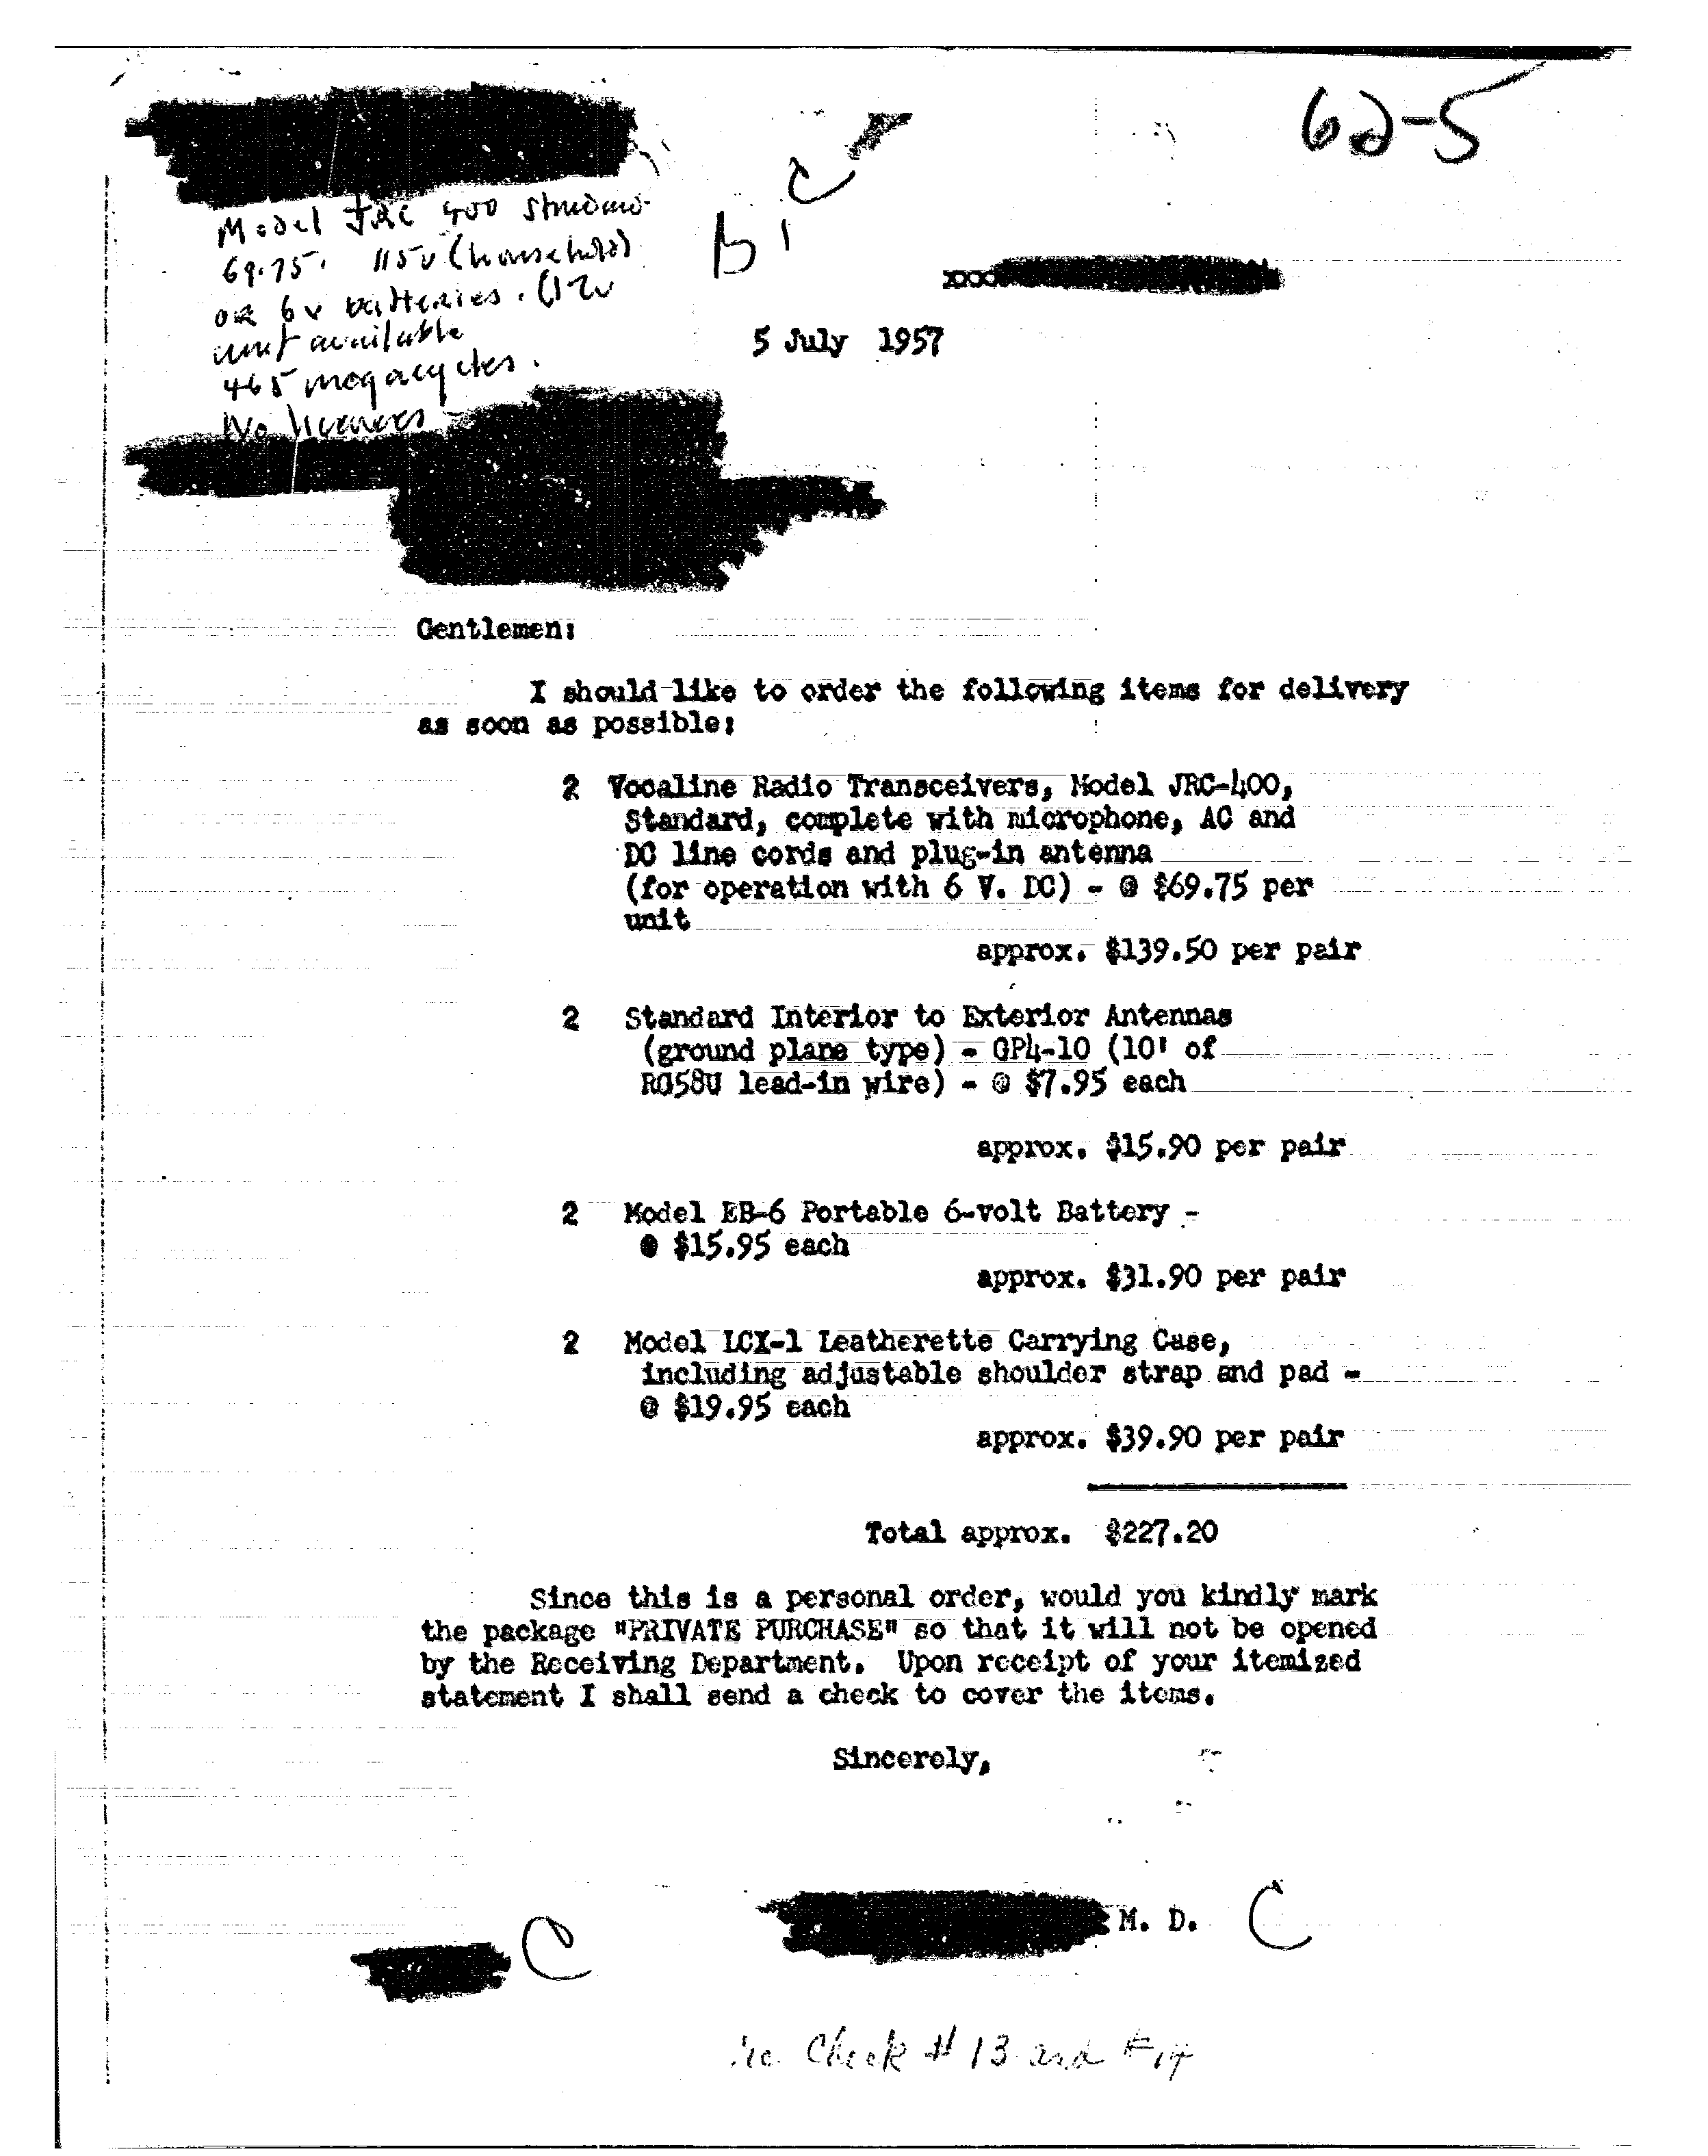 62-5
C
B
Model JRC 400 Standard
69.75. 115v (household)
or 6v batteries. (12v
unit available
465 megacycles.
No licenses
xxxx
5 July 1957
Gentlemen:
I should like to order the following items for delivery
as soon as possible:
2 Vocaline Radio Transceivers, Model JRC-400,
Standard, complete with microphone, AC and
DC line cords and plug-in antenna
(for operation with 6 V. DC) - @ $69.75 per
unit
approx. $139.50 per pair
2 Standard Interior to Exterior Antennas
(ground plane type) - GP4-10 (10' of
RG58U lead-in wire) - @ $7.95 each
approx. $15.90 per pair
2 Model EB-6 Portable 6-volt Battery -
@ $15.95 each
approx. $31.90 per pair
2 Model LCX-1 Leatherette Carrying Case,
including adjustable shoulder strap and pad -
@ $19.95 each
approx. $39.90 per pair
Total approx. $227.20
Since this is a personal order, would you kindly mark
the package "PRIVATE PURCHASE" so that it will not be opened
by the Receiving Department. Upon receipt of your itemized
statement I shall send a check to cover the items.
Sincerely,
M. D. C
C
Check # 13 and #14